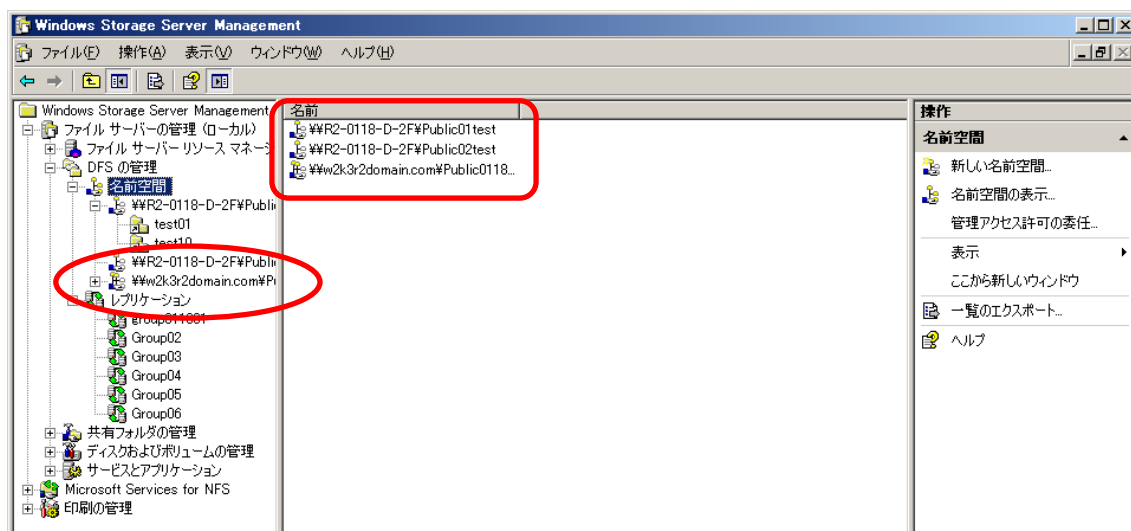 Windows Storage Server Management
ファイル(F) 操作(A) 表示(V) ウィンドウ(W) ヘルプ(H)
Windows Storage Server Management
ファイル サーバーの管理 (ローカル)
ファイル サーバー リソース マネージ
DFS の管理
名前空間
¥¥R2-0118-D-2F¥Publi
test01
test10
¥¥R2-0118-D-2F¥Publi
¥¥w2k3r2domain.com¥P
レプリケーション
group011801
Group02
Group03
Group04
Group05
Group06
共有フォルダの管理
ディスクおよびボリュームの管理
サービスとアプリケーション
Microsoft Services for NFS
印刷の管理
名前
¥¥R2-0118-D-2F¥Public01test
¥¥R2-0118-D-2F¥Public02test
¥¥w2k3r2domain.com¥Public0118...
操作
名前空間
新しい名前空間...
名前空間の表示...
管理アクセス許可の委任...
表示
ここから新しいウィンドウ
一覧のエクスポート...
ヘルプ